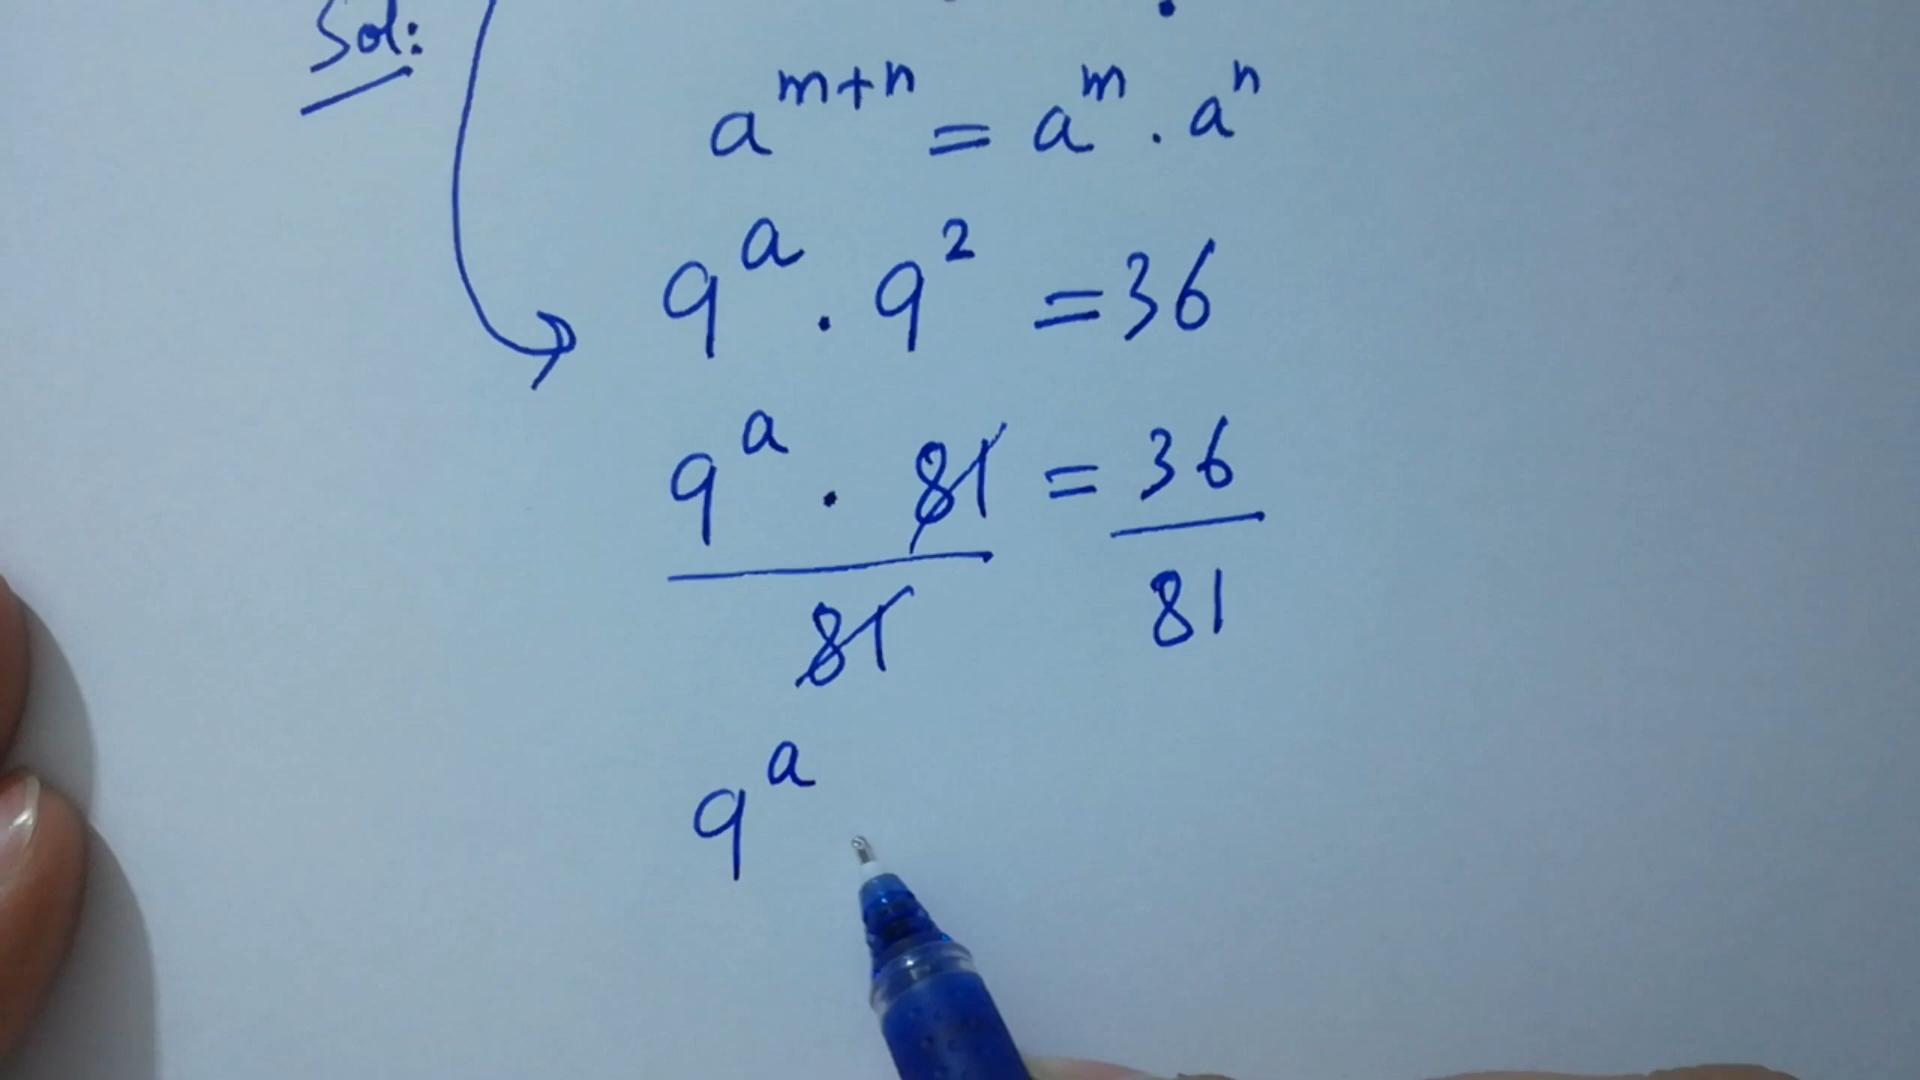 Sol:
a^{m+n} = a^m . a^n
9^a . 9^2 = 36
9^a . 81 / 81 = 36 / 81
9^a